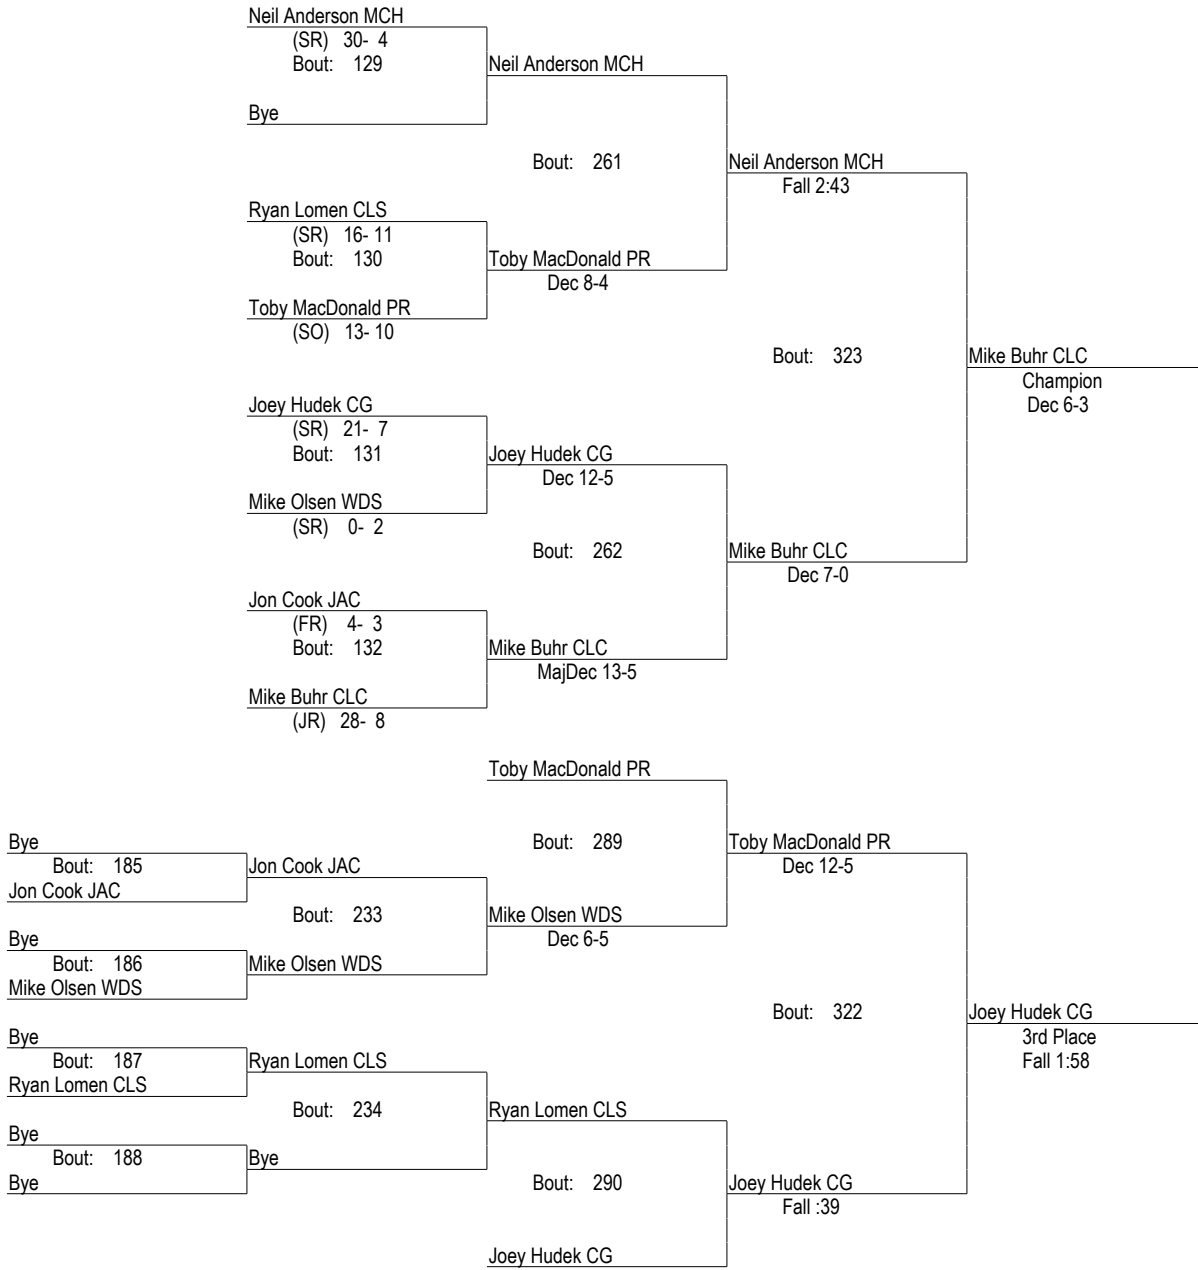 Neil Anderson MCH
(SR) 30- 4
Bout: 129
Neil Anderson MCH
Bye
Bout: 261
Neil Anderson MCH
Fall 2:43
Ryan Lomen CLS
(SR) 16- 11
Bout: 130
Toby MacDonald PR
Dec 8-4
Toby MacDonald PR
(SO) 13- 10
Bout: 323
Mike Buhr CLC
Champion
Dec 6-3
Joey Hudek CG
(SR) 21- 7
Bout: 131
Joey Hudek CG
Dec 12-5
Mike Olsen WDS
(SR) 0- 2
Bout: 262
Mike Buhr CLC
Dec 7-0
Jon Cook JAC
(FR) 4- 3
Bout: 132
Mike Buhr CLC
MajDec 13-5
Mike Buhr CLC
(JR) 28- 8
Toby MacDonald PR
Bye
Bout: 185
Jon Cook JAC
Jon Cook JAC
Bout: 289
Toby MacDonald PR
Dec 12-5
Bout: 233
Mike Olsen WDS
Dec 6-5
Bye
Bout: 186
Mike Olsen WDS
Mike Olsen WDS
Bout: 322
Joey Hudek CG
3rd Place
Fall 1:58
Bye
Bout: 187
Ryan Lomen CLS
Ryan Lomen CLS
Bout: 234
Ryan Lomen CLS
Bye
Bout: 188
Bye
Bye
Bout: 290
Joey Hudek CG
Fall :39
Joey Hudek CG